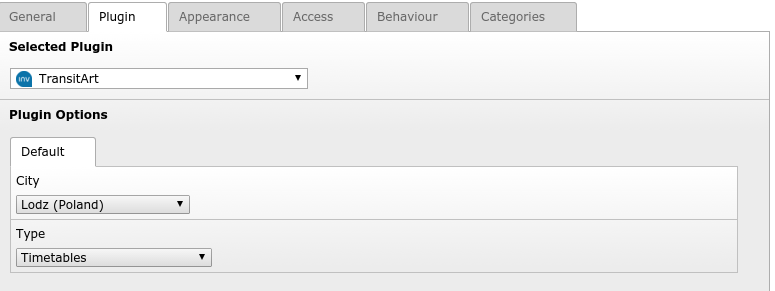 General Plugin Appearance Access Behaviour Categories
Selected Plugin
inv TransitArt
Plugin Options
Default
City
Lodz (Poland)
Type
Timetables